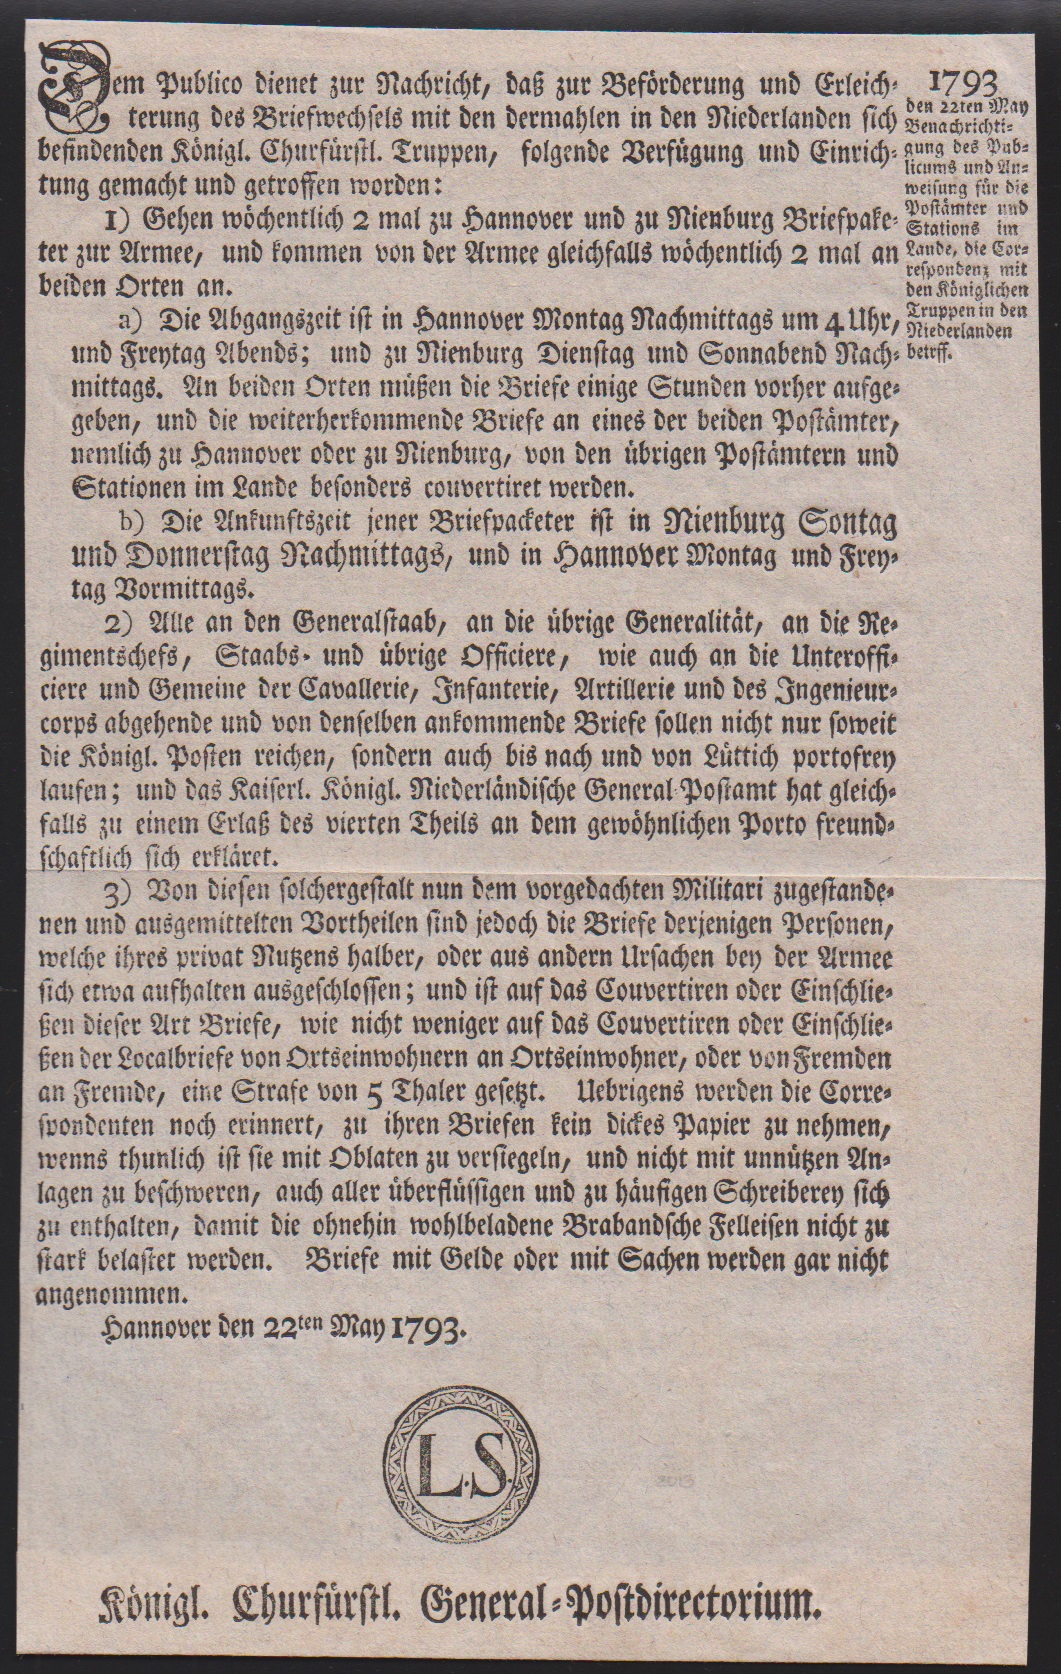 Dem Publico dienet zur Nachricht, daß zur Beförderung und Erleich-
terung des Briefwechsels mit den dermahlen in den Niederlanden sich
befindenden Königl. Churfürstl. Truppen, folgende Verfügung und Einrich-
tung gemacht und getroffen worden:
1) Gehen wöchentlich 2 mal zu Hannover und zu Nienburg Briefpake-
ter zur Armee, und kommen von der Armee gleichfalls wöchentlich 2 mal an
beiden Orten an.
a) Die Abgangszeit ist in Hannover Montag Nachmittags um 4 Uhr,
und Freytag Abends; und zu Nienburg Dienstag und Sonnabend Nach-
mittags. An beiden Orten müßen die Briefe einige Stunden vorher aufge-
geben, und die weiterherkommende Briefe an eines der beiden Postämter,
nemlich zu Hannover oder zu Nienburg, von den übrigen Postämtern und
Stationen im Lande besonders couvertiret werden.
b) Die Ankunftszeit jener Briefpacketer ist in Nienburg Sontag
und Donnerstag Nachmittags, und in Hannover Montag und Frey-
tag Vormittags.
2) Alle an den Generalstaab, an die übrige Generalität, an die Re-
gimentschefs, Staabs- und übrige Officiere, wie auch an die Unteroffi-
ciere und Gemeine der Cavallerie, Infanterie, Artillerie und des Ingenieur-
corps abgehende und von denselben ankommende Briefe sollen nicht nur soweit
die Königl. Posten reichen, sondern auch bis nach und von Lüttich portofrey
laufen; und das Kaiserl. Königl. Niederländische General-Postamt hat gleich-
falls zu einem Erlaß des vierten Theils an dem gewöhnlichen Porto freund-
schaftlich sich erkläret.
3) Von diesen solchergestalt nun dem vorgedachten Militari zugestande-
nen und ausgemittelten Vortheilen sind jedoch die Briefe derjenigen Personen,
welche ihres privat Nutzens halber, oder aus andern Ursachen bey der Armee
sich etwa aufhalten ausgeschlossen; und ist auf das Couvertiren oder Einschlie-
ßen dieser Art Briefe, wie nicht weniger auf das Couvertiren oder Einschlie-
ßen der Localbriefe von Ortseinwohnern an Ortseinwohner, oder von Fremden
an Fremde, eine Strafe von 5 Thaler gesetzt. Uebrigens werden die Corre-
spondenten noch erinnert, zu ihren Briefen kein dickes Papier zu nehmen,
wenns thunlich ist sie mit Oblaten zu versiegeln, und nicht mit unnützen An-
lagen zu beschweren, auch aller überflüssigen und zu häufigen Schreiberey sich
zu enthalten, damit die ohnehin wohlbeladene Brabandsche Felleisen nicht zu
stark belastet werden. Briefe mit Gelde oder mit Sachen werden gar nicht
angenommen.
Hannover den 22ten May 1793.
1793
den 22ten May
Benachrichti-
gung des Pub-
licums und An-
weisung für die
Postämter und
Stations im
Lande, die Cor-
respondenz mit
den Königlichen
Truppen in den
Niederlanden
betrff.
L.S.
2013
Königl. Churfürstl. General-Postdirectorium.